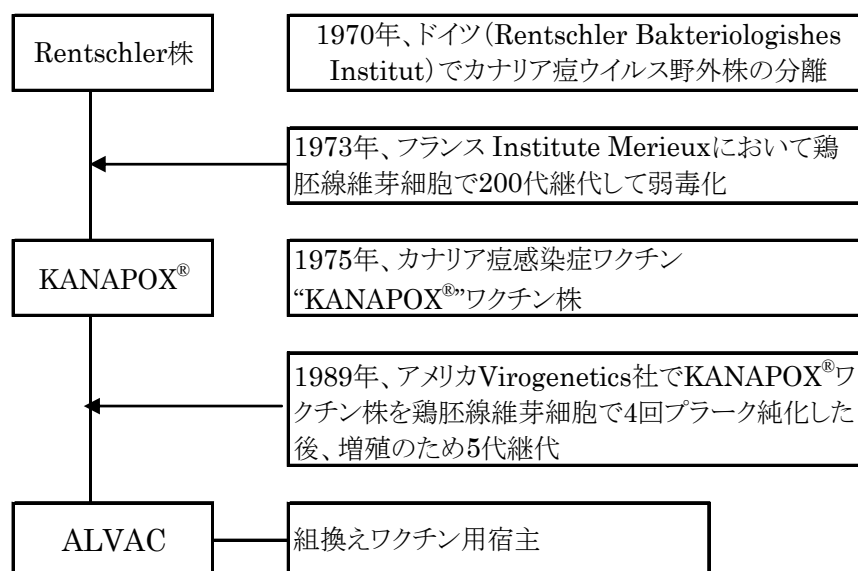 Rentschler株
1970年、ドイツ（Rentschler Bakteriologishes
Institut）でカナリア痘ウイルス野外株の分離
1973年、フランス Institute Merieuxにおいて鶏
胚線維芽細胞で200代継代して弱毒化
KANAPOX®
1975年、カナリア痘感染症ワクチン
“KANAPOX®”ワクチン株
1989年、アメリカVirogenetics社でKANAPOX®ワ
クチン株を鶏胚線維芽細胞で4回プラーク純化した
後、増殖のため5代継代
ALVAC
組換えワクチン用宿主